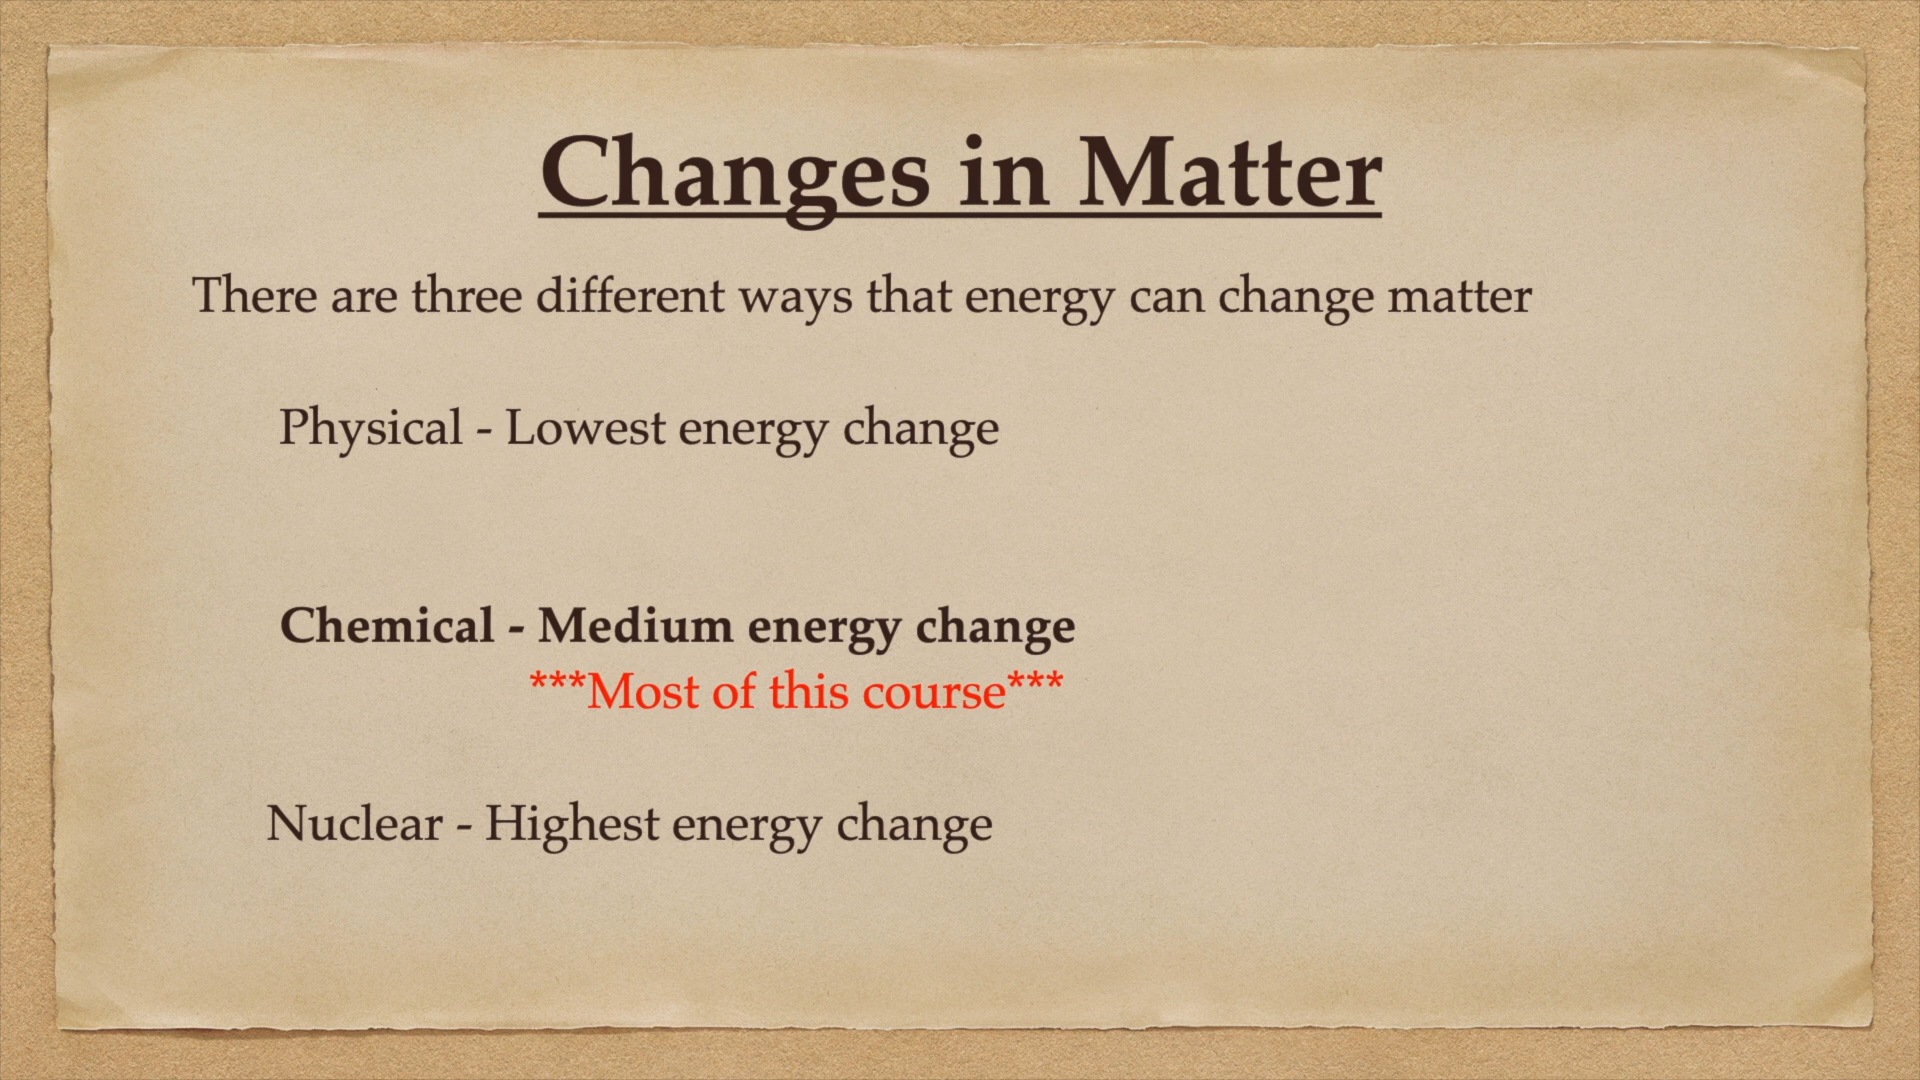 Changes in Matter
There are three different ways that energy can change matter
Physical - Lowest energy change
Chemical - Medium energy change
***Most of this course***
Nuclear - Highest energy change